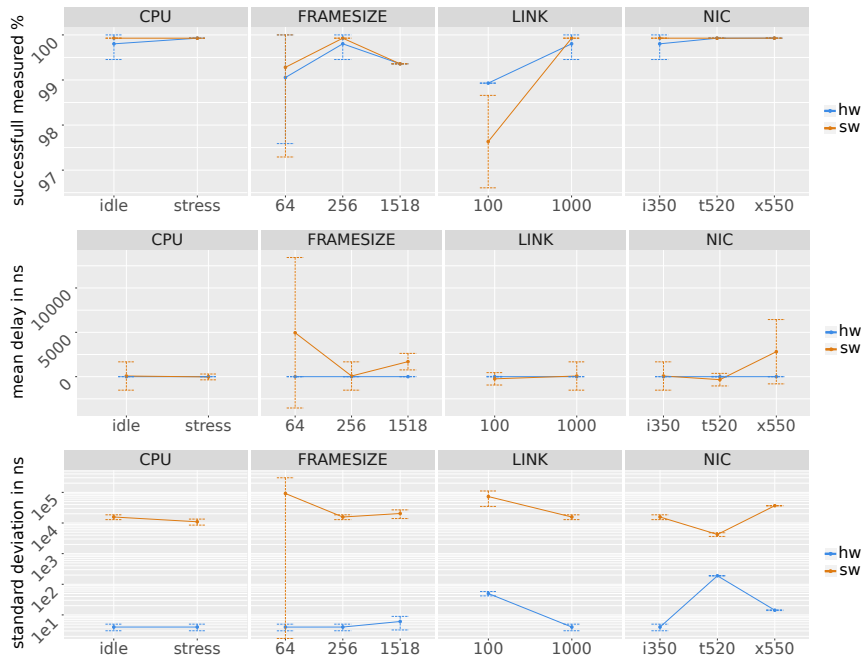 CPU FRAMESIZE LINK NIC
successfull measured %
100
99
98
97
idle stress 64 256 1518 100 1000 i350 t520 x550
hw
sw
CPU FRAMESIZE LINK NIC
mean delay in ns
10000
5000
0
idle stress 64 256 1518 100 1000 i350 t520 x550
hw
sw
CPU FRAMESIZE LINK NIC
standard deviation in ns
1e5
1e4
1e3
1e2
1e1
idle stress 64 256 1518 100 1000 i350 t520 x550
hw
sw